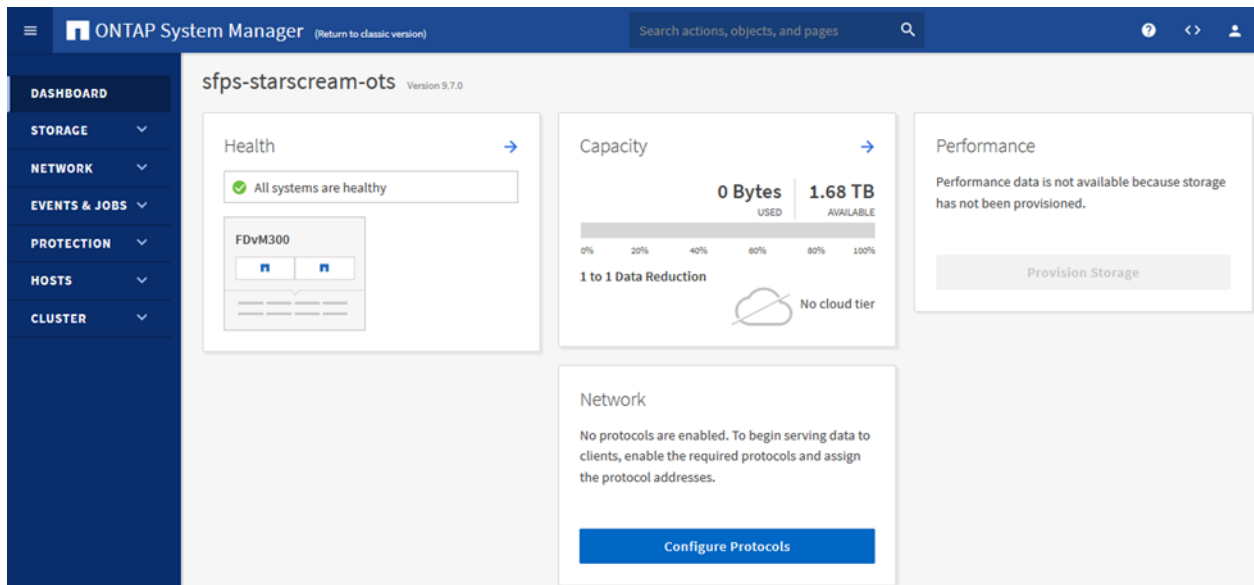 ONTAP System Manager (Return to classic version)
Search actions, objects, and pages
?
<>
DASHBOARD
STORAGE
NETWORK
EVENTS & JOBS
PROTECTION
HOSTS
CLUSTER
sfps-starscream-ots Version 9.7.0
Health
All systems are healthy
FDvM300
Capacity
0 Bytes 1.68 TB
USED AVAILABLE
0% 20% 40% 60% 80% 100%
1 to 1 Data Reduction
No cloud tier
Performance
Performance data is not available because storage
has not been provisioned.
Provision Storage
Network
No protocols are enabled. To begin serving data to
clients, enable the required protocols and assign
the protocol addresses.
Configure Protocols